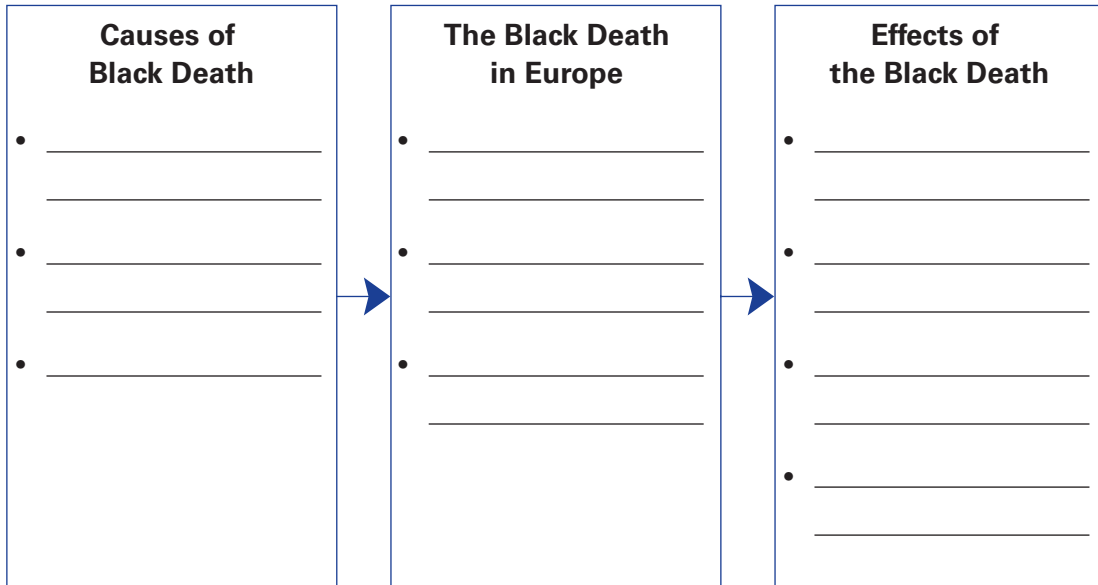 Causes of
Black Death
•
•
•
The Black Death
in Europe
•
•
•
Effects of
the Black Death
•
•
•
•